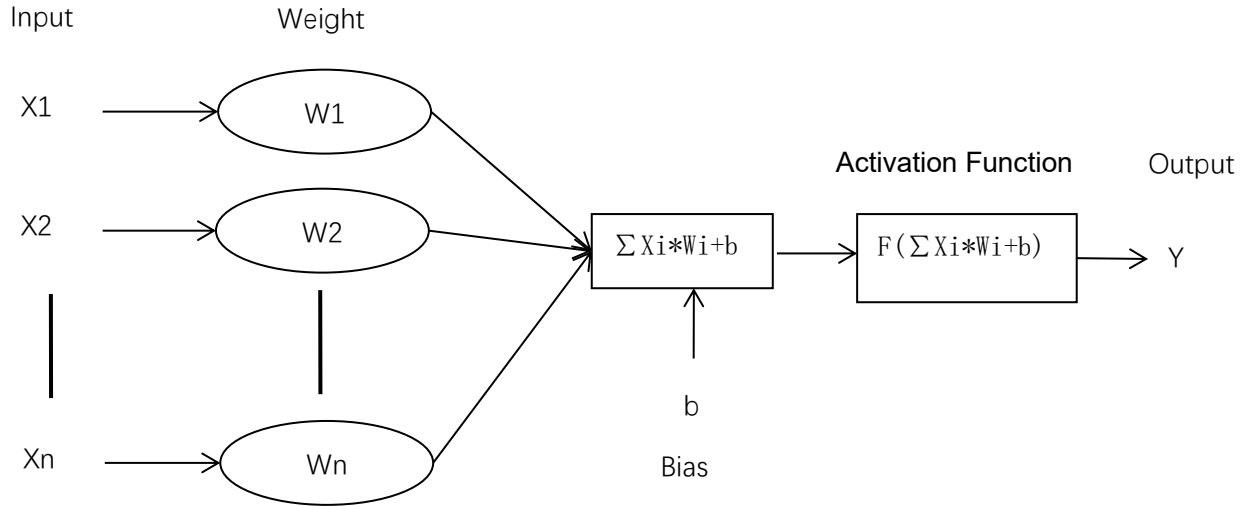 Input
Weight
X1
W1
Activation Function
Output
X2
W2
∑Xi*Wi+b
F(∑Xi*Wi+b)
Y
b
Xn
Wn
Bias